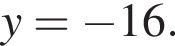 y = −16.